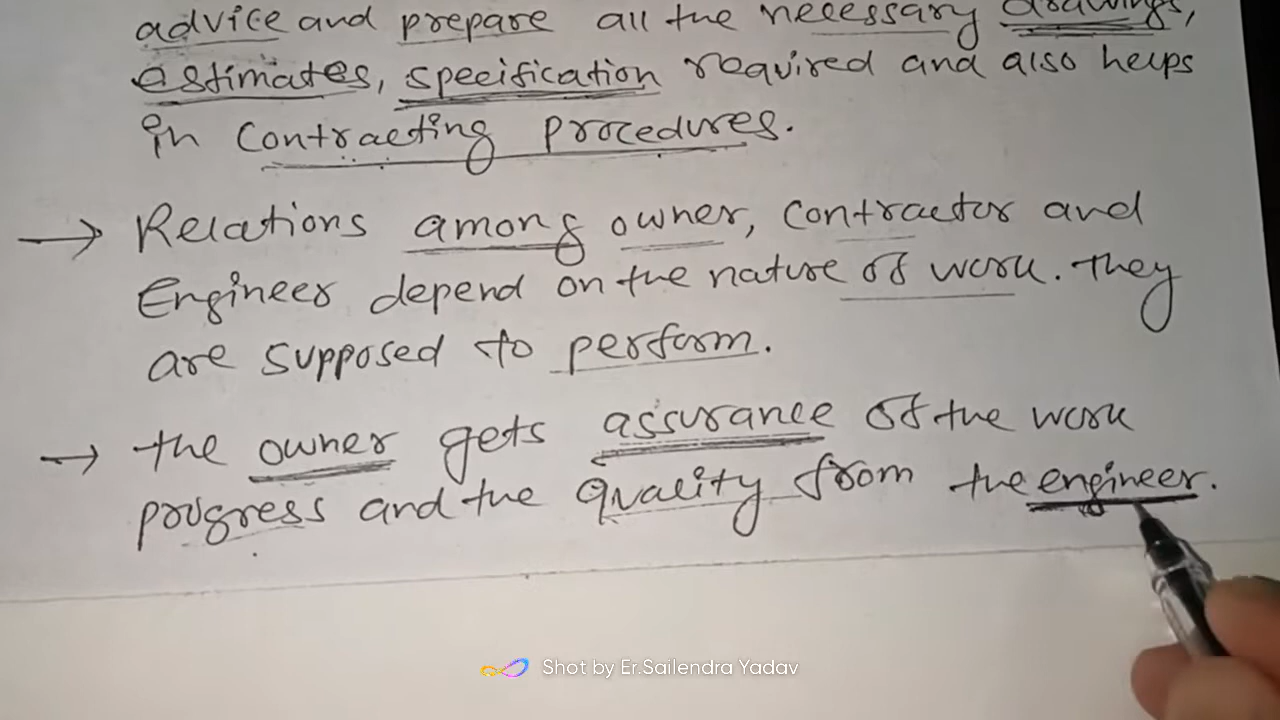 advice and prepare all the necessary drawings,
estimates, specification required and also helps
in contracting procedures.
→ Relations among owner, contractor and
Engineer depend on the nature of work. They
are supposed to perform.
→ the owner gets assurance of the work
progress and the quality from the engineer.
Shot by Er.Sailendra Yadav